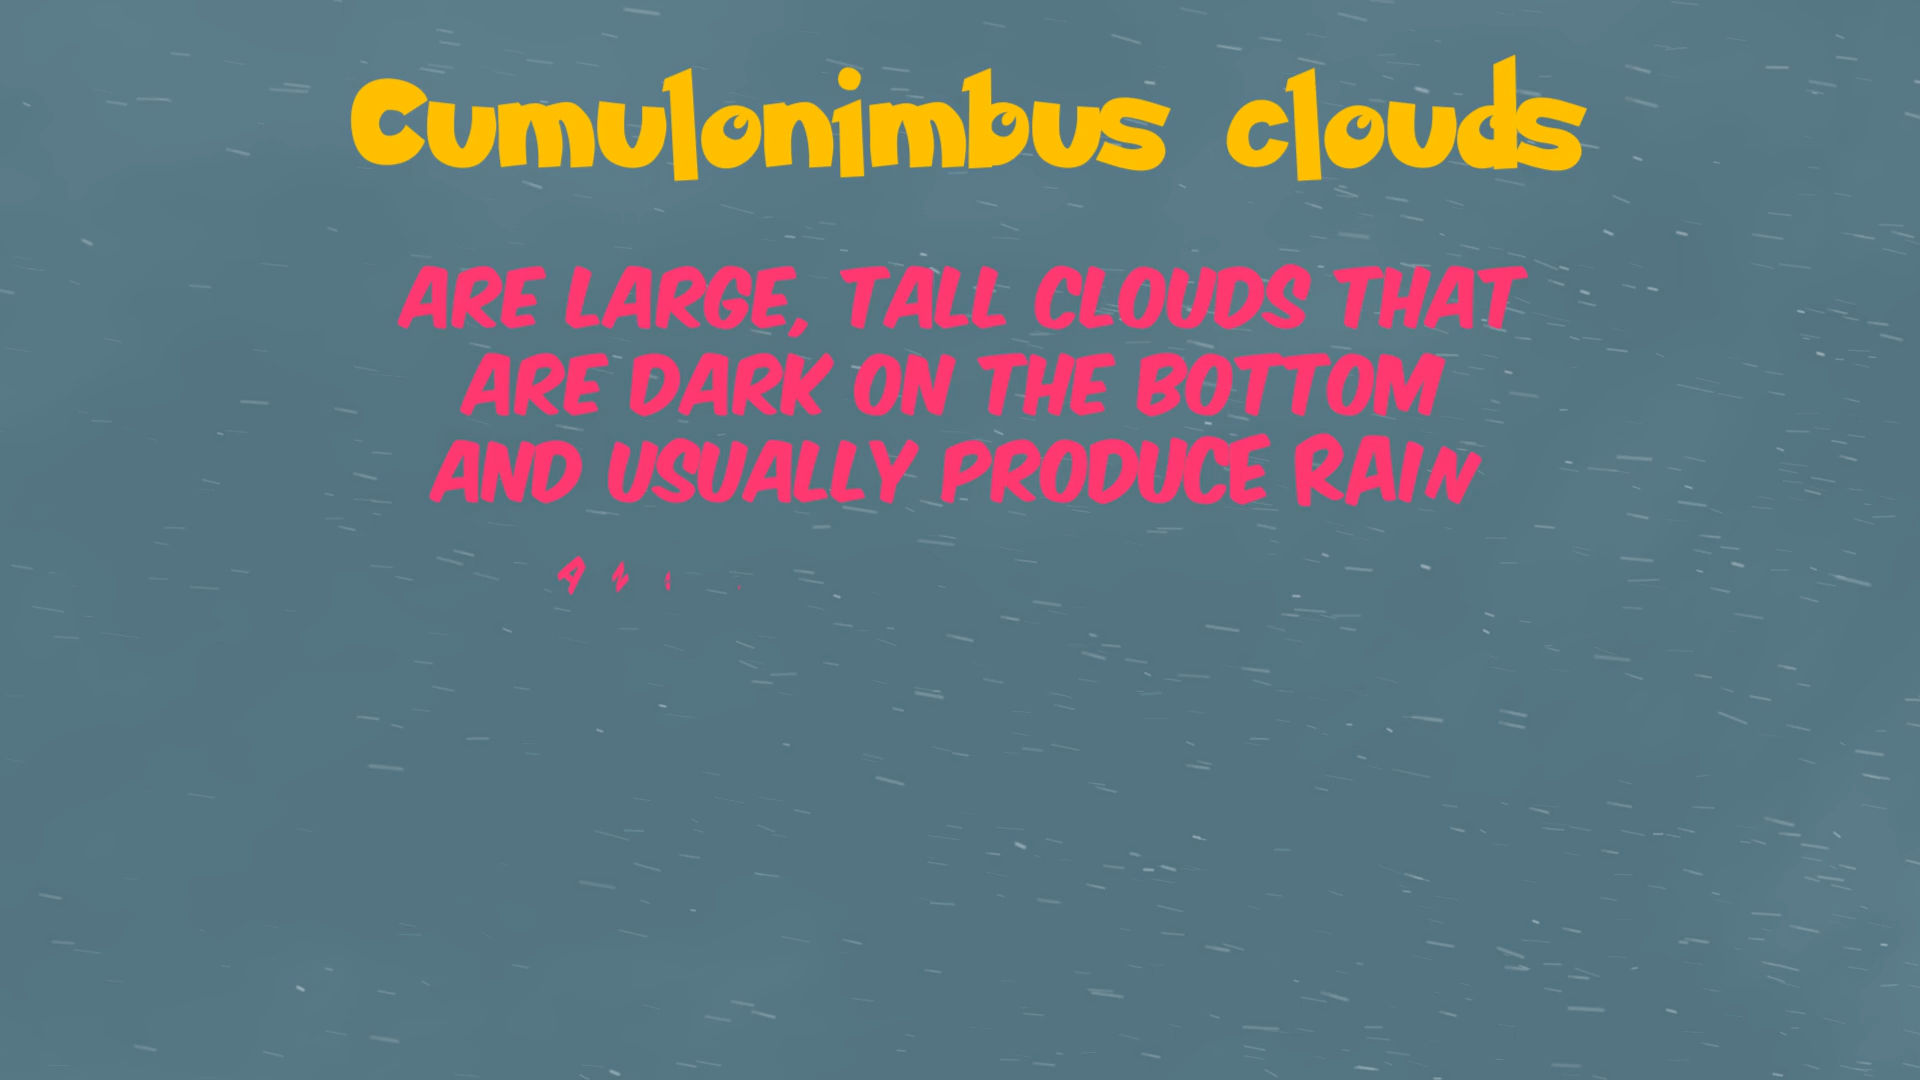 Cumulonimbus clouds
ARE LARGE, TALL CLOUDS THAT
ARE DARK ON THE BOTTOM
AND USUALLY PRODUCE RAIN